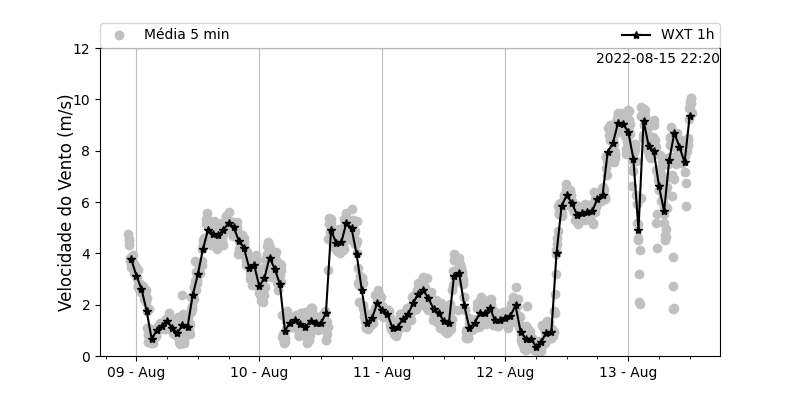 Média 5 min
WXT 1h
2022-08-15 22:20
Velocidade do Vento (m/s)
12
10
8
6
4
2
0
09 - Aug
10 - Aug
11 - Aug
12 - Aug
13 - Aug